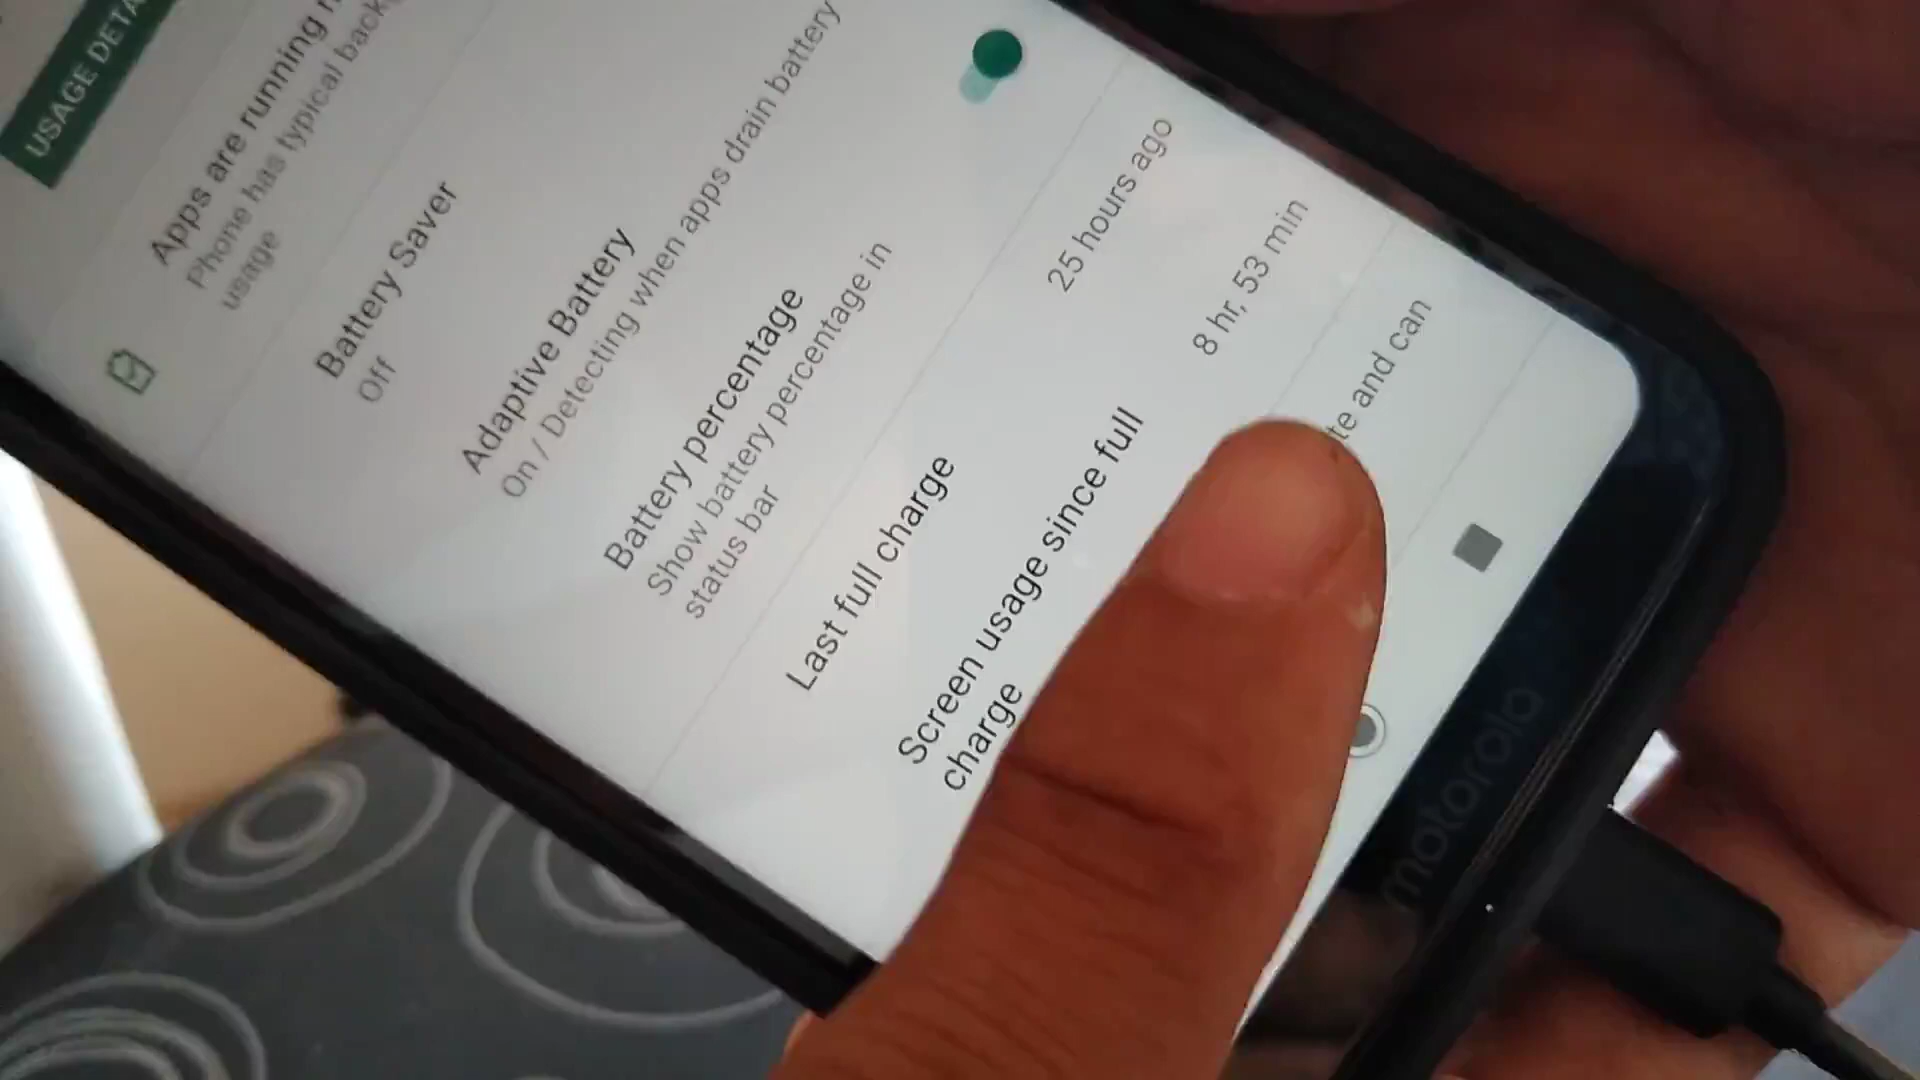 USAGE DETA
Apps are running
Phone has typical
usage
Battery Saver
Off
Adaptive Battery
On / Detecting when apps drain battery
Battery percentage
Show battery percentage in
status bar
Last full charge
25 hours ago
Screen usage since full
charge
8 hr, 53 min
te and can
motorola